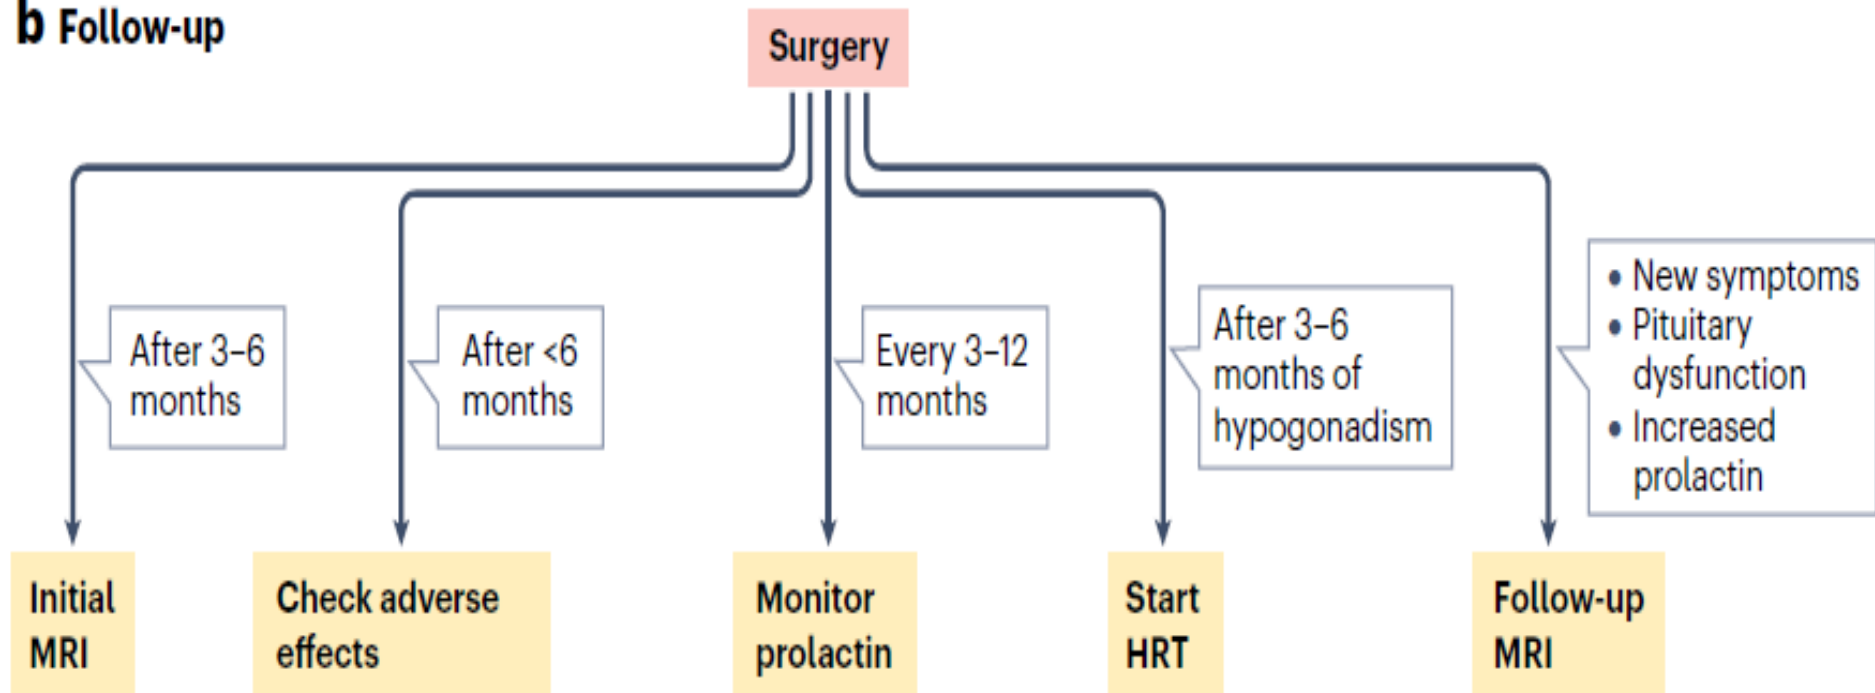 b Follow-up
Surgery
After 3–6
months
After <6
months
Every 3–12
months
After 3–6
months of
hypogonadism
• New symptoms
• Pituitary
dysfunction
• Increased
prolactin
Initial
MRI
Check adverse
effects
Monitor
prolactin
Start
HRT
Follow-up
MRI